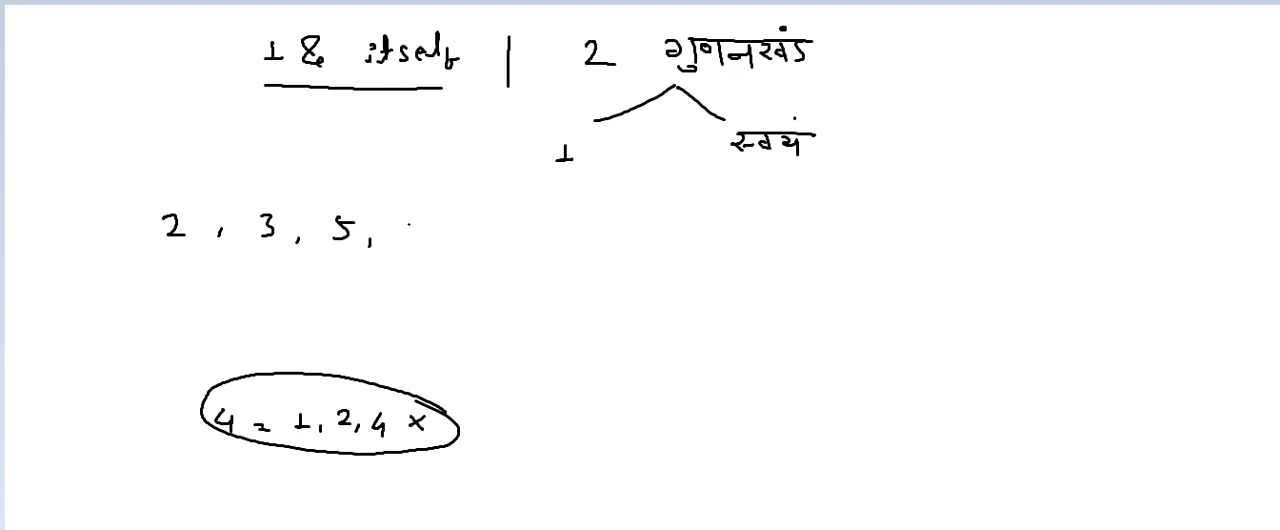 1 & itself | 2 गुणनखंड
1 स्वयं
2 , 3 , 5 ,
4 = 1, 2, 4 ×